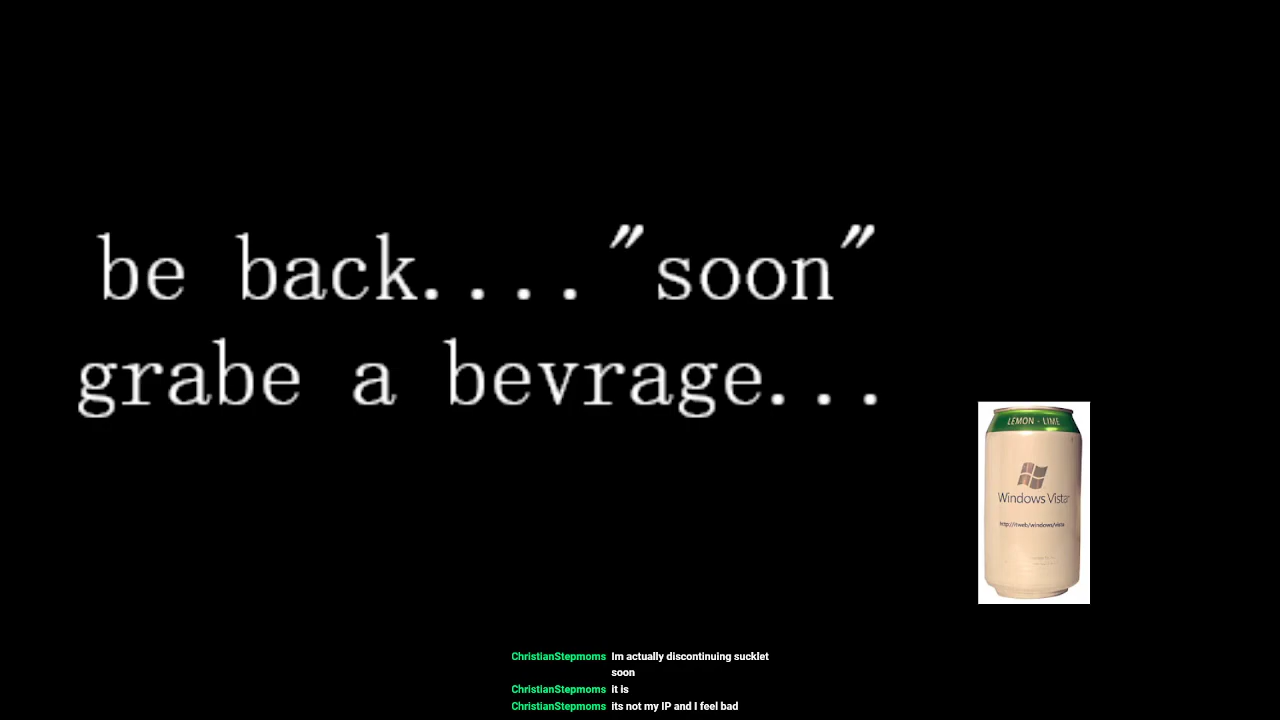 be back...."soon"
grabe a bevrage...
LEMON - LIME
Windows Vista
ChristianStepmoms Im actually discontinuing sucklet
soon
ChristianStepmoms it is
ChristianStepmoms its not my IP and I feel bad